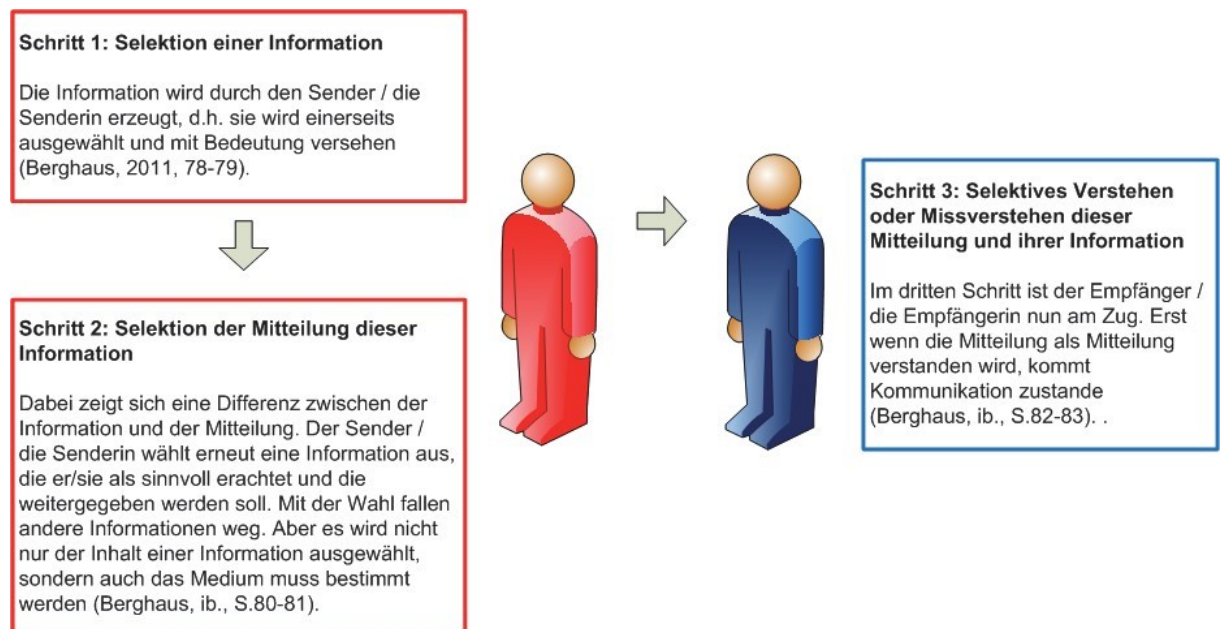 Schritt 1: Selektion einer Information
Die Information wird durch den Sender / die
Senderin erzeugt, d.h. sie wird einerseits
ausgewählt und mit Bedeutung versehen
(Berghaus, 2011, 78-79).
Schritt 2: Selektion der Mitteilung dieser
Information
Dabei zeigt sich eine Differenz zwischen der
Information und der Mitteilung. Der Sender /
die Senderin wählt erneut eine Information aus,
die er/sie als sinnvoll erachtet und die
weitergegeben werden soll. Mit der Wahl fallen
andere Informationen weg. Aber es wird nicht
nur der Inhalt einer Information ausgewählt,
sondern auch das Medium muss bestimmt
werden (Berghaus, ib., S.80-81).
Schritt 3: Selektives Verstehen
oder Missverstehen dieser
Mitteilung und ihrer Information
Im dritten Schritt ist der Empfänger /
die Empfängerin nun am Zug. Erst
wenn die Mitteilung als Mitteilung
verstanden wird, kommt
Kommunikation zustande
(Berghaus, ib., S.82-83). .